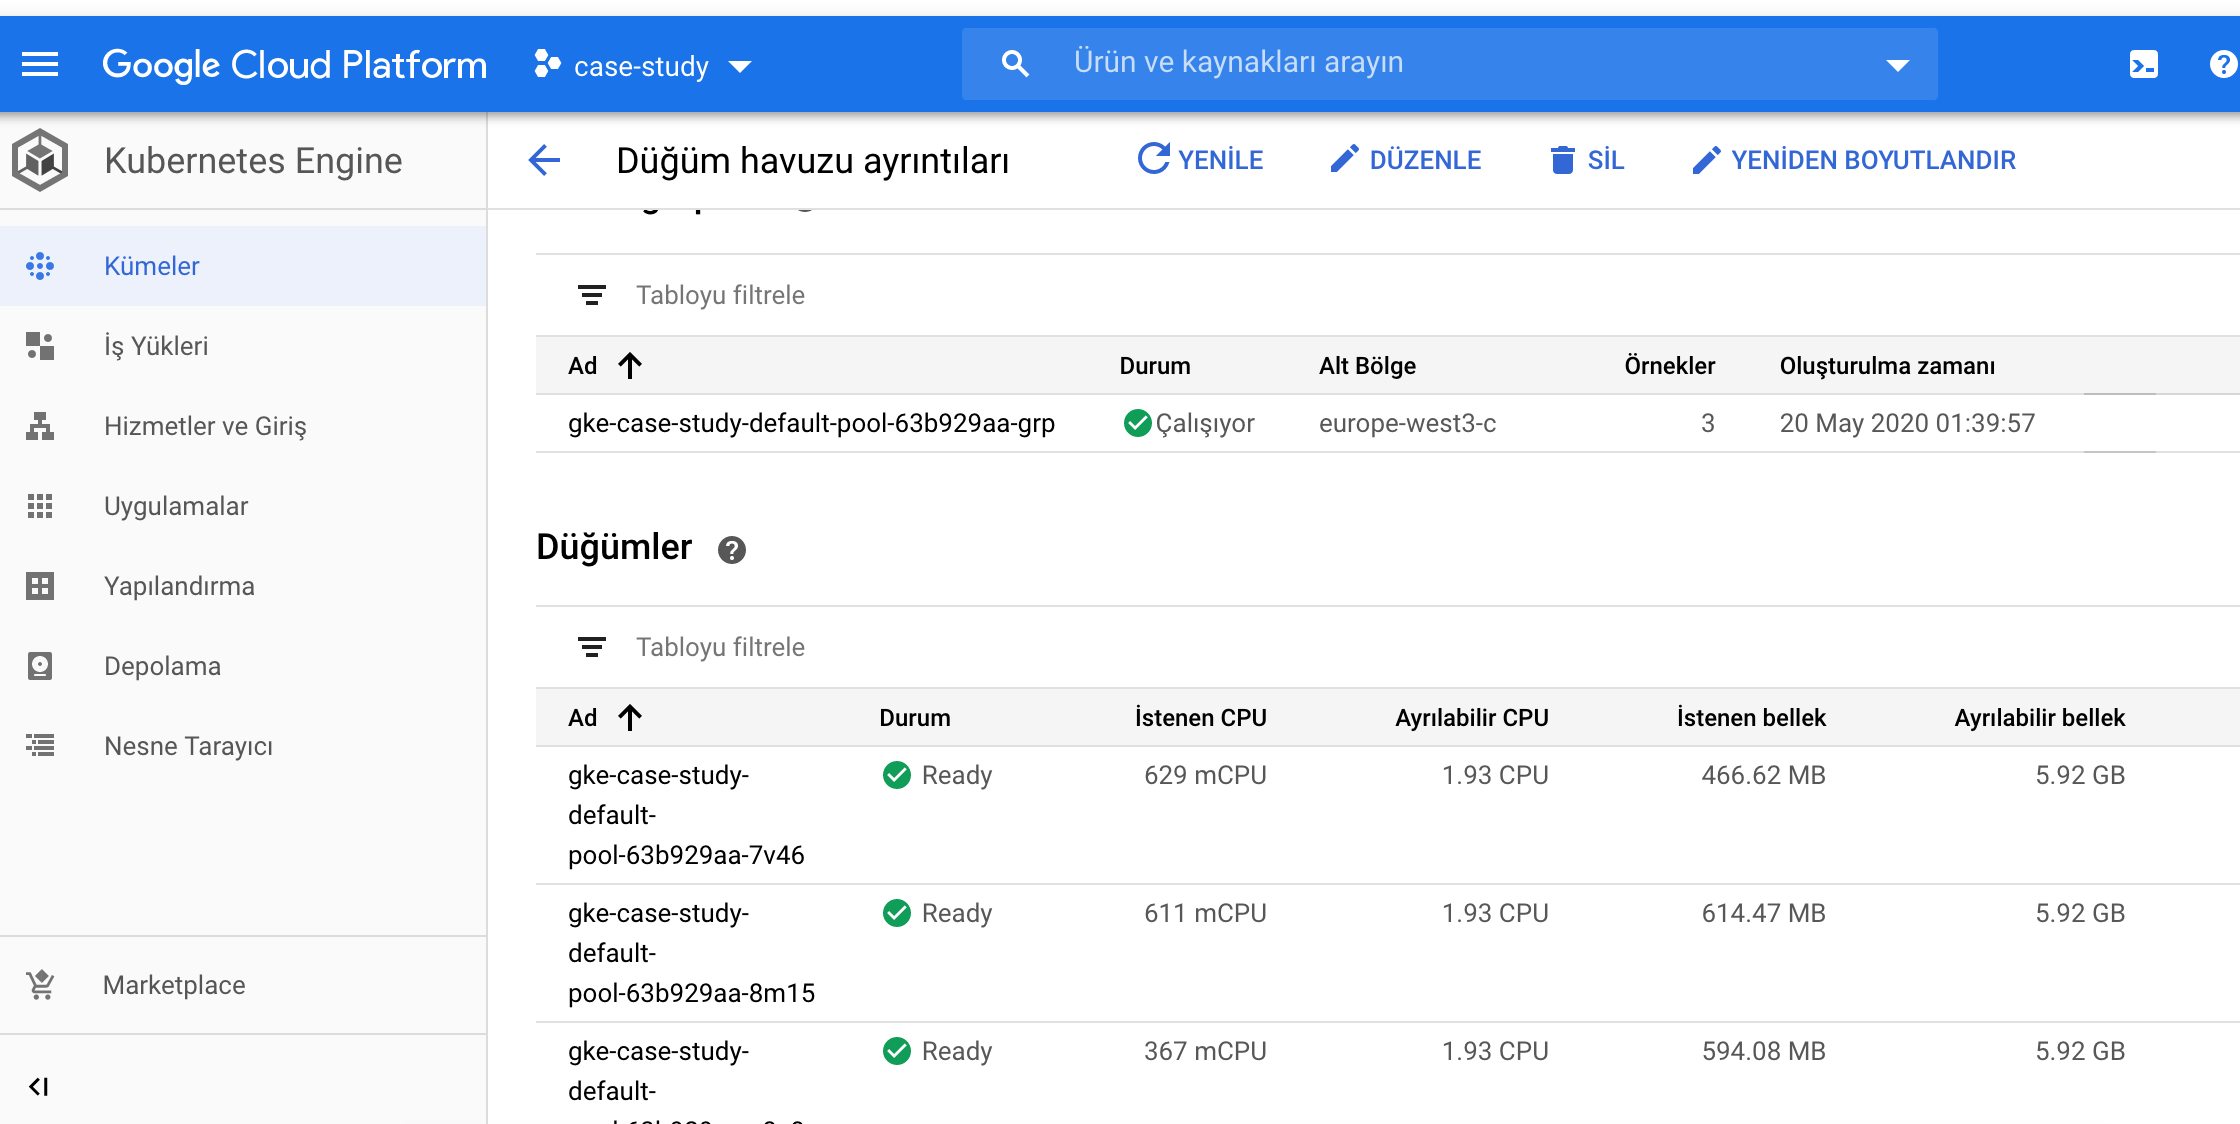 Google Cloud Platform
case-study
Ürün ve kaynakları arayın
Kubernetes Engine
Düğüm havuzu ayrıntıları
YENİLE
DÜZENLE
SİL
YENİDEN BOYUTLANDIR
Kümeler
İş Yükleri
Hizmetler ve Giriş
Uygulamalar
Yapılandırma
Depolama
Nesne Tarayıcı
Marketplace
Tabloyu filtrele
Ad Durum Alt Bölge Örnekler Oluşturulma zamanı
gke-case-study-default-pool-63b929aa-grp Çalışıyor europe-west3-c 3 20 May 2020 01:39:57
Düğümler
Tabloyu filtrele
Ad Durum İstenen CPU Ayrılabilir CPU İstenen bellek Ayrılabilir bellek
gke-case-study- Ready 629 mCPU 1.93 CPU 466.62 MB 5.92 GB
default-
pool-63b929aa-7v46
gke-case-study- Ready 611 mCPU 1.93 CPU 614.47 MB 5.92 GB
default-
pool-63b929aa-8m15
gke-case-study- Ready 367 mCPU 1.93 CPU 594.08 MB 5.92 GB
default-